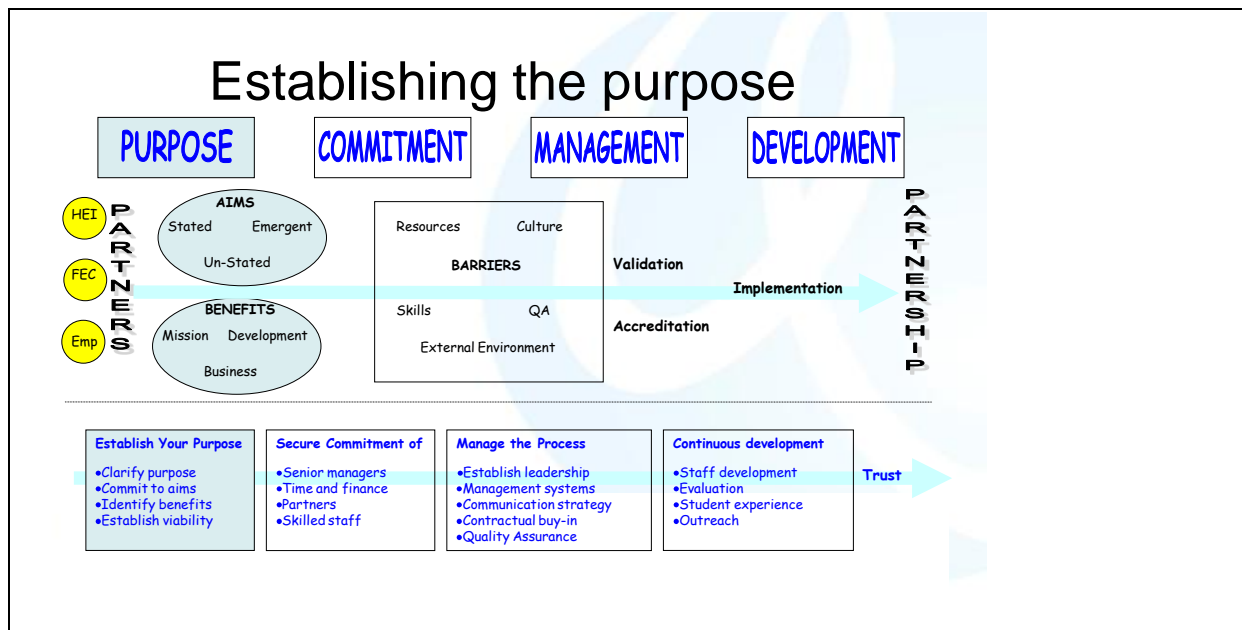 Establishing the purpose
PURPOSE
COMMITMENT
MANAGEMENT
DEVELOPMENT
HEI
FEC
Emp
PARTNERS
AIMS
Stated Emergent
Un-Stated
BENEFITS
Mission Development
Business
Resources Culture
BARRIERS
Skills QA
External Environment
Validation
Implementation
Accreditation
PARTNERSHIP
Establish Your Purpose
•Clarify purpose
•Commit to aims
•Identify benefits
•Establish viability
Secure Commitment of
•Senior managers
•Time and finance
•Partners
•Skilled staff
Manage the Process
•Establish leadership
•Management systems
•Communication strategy
•Contractual buy-in
•Quality Assurance
Continuous development
•Staff development
•Evaluation
•Student experience
•Outreach
Trust